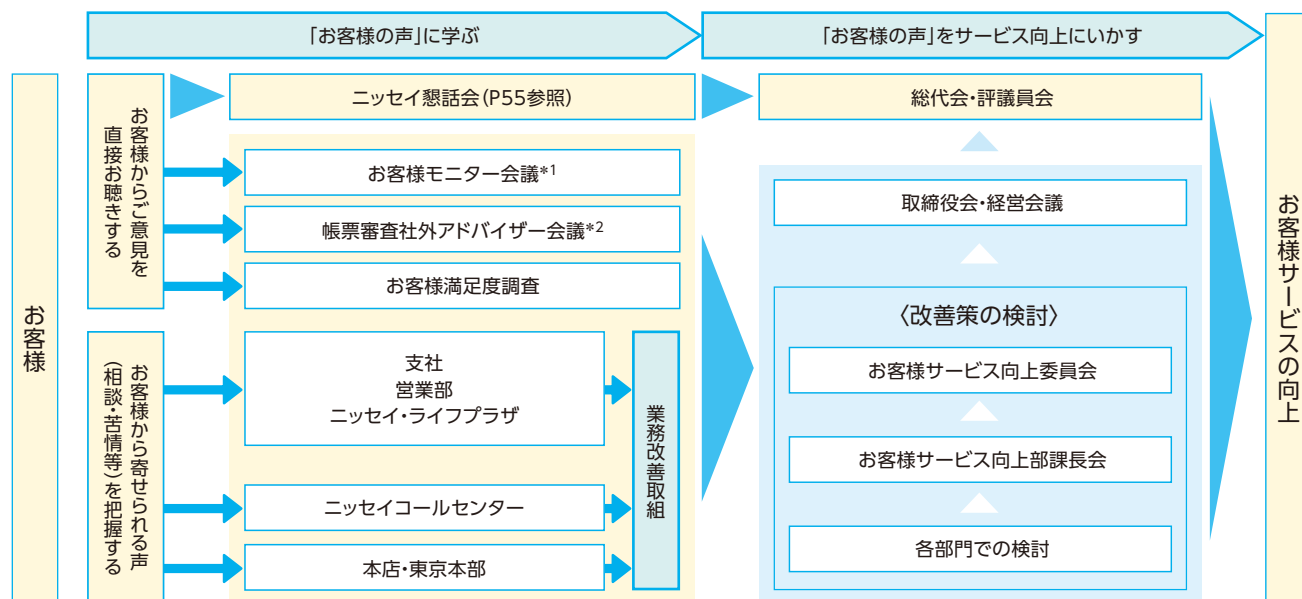 「お客様の声」に学ぶ
「お客様の声」をサービス向上にいかす
お客様
お客様からご意見を
直接お聴きする
ニッセイ懇話会(P55参照)
お客様モニター会議*1
帳票審査社外アドバイザー会議*2
お客様満足度調査
お客様から寄せられる声
(相談・苦情等)を把握する
支社
営業部
ニッセイ・ライフプラザ
ニッセイコールセンター
本店・東京本部
業務改善取組
総代会・評議員会
取締役会・経営会議
〈改善策の検討〉
お客様サービス向上委員会
お客様サービス向上部課長会
各部門での検討
お客様サービスの向上